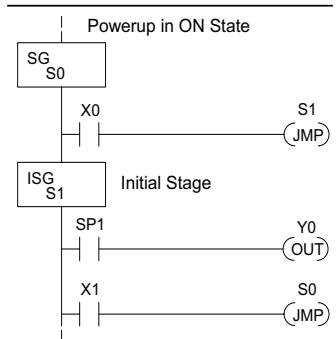 Powerup in ON State
SG
S0
X0
S1
JMP
ISG
S1
Initial Stage
SP1
Y0
OUT
X1
S0
JMP